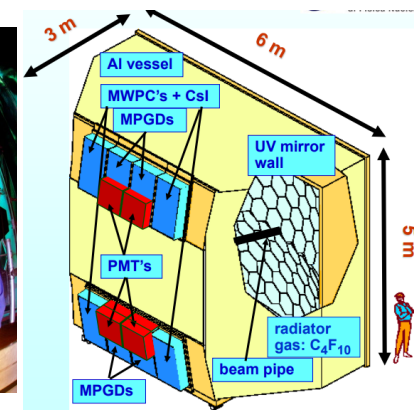 3 m
6 m
Al vessel
MWPC's + CsI
MPGDs
UV mirror
wall
5 m
PMT's
radiator
gas: C₄F₁₀
beam pipe
MPGDs